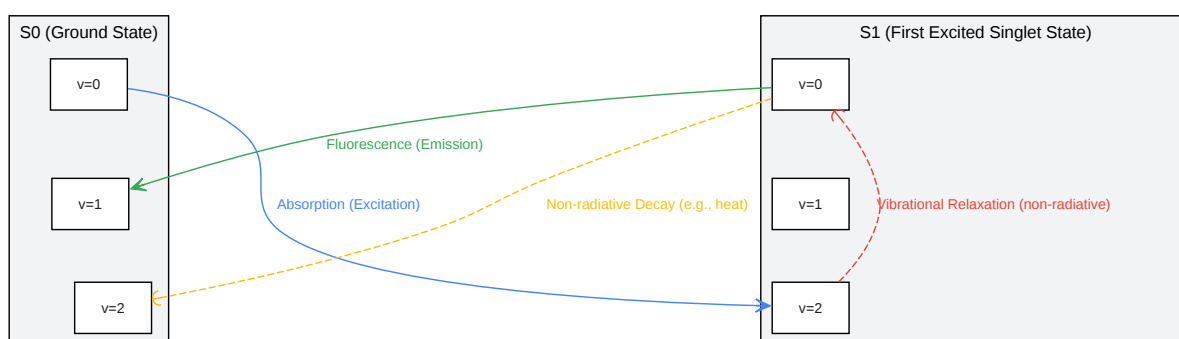 S0 (Ground State)
S1 (First Excited Singlet State)
v=0
v=0
Fluorescence (Emission)
v=1
Absorption (Excitation)
Non-radiative Decay (e.g., heat)
v=1
Vibrational Relaxation (non-radiative)
v=2
v=2